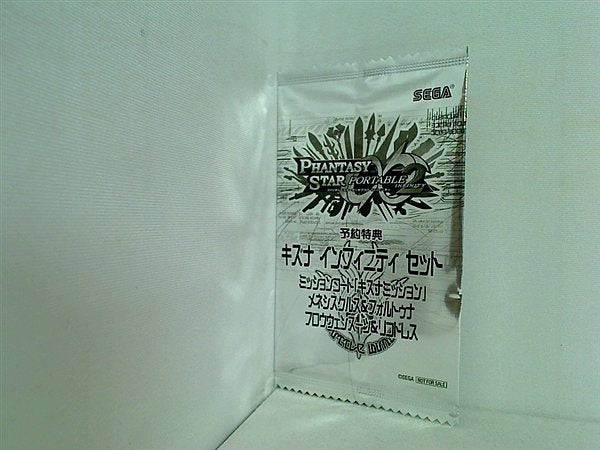 SEGA®
PHANTASY
STAR PORTABLE 2
INFINITY
予約特典
キズナ インフィニティ セット
ミッションコード「キズナミッション」
メネシスクルス&フォルトゥナ
フロウウェンスーツ&リコドレス
©SEGA NOT FOR SALE